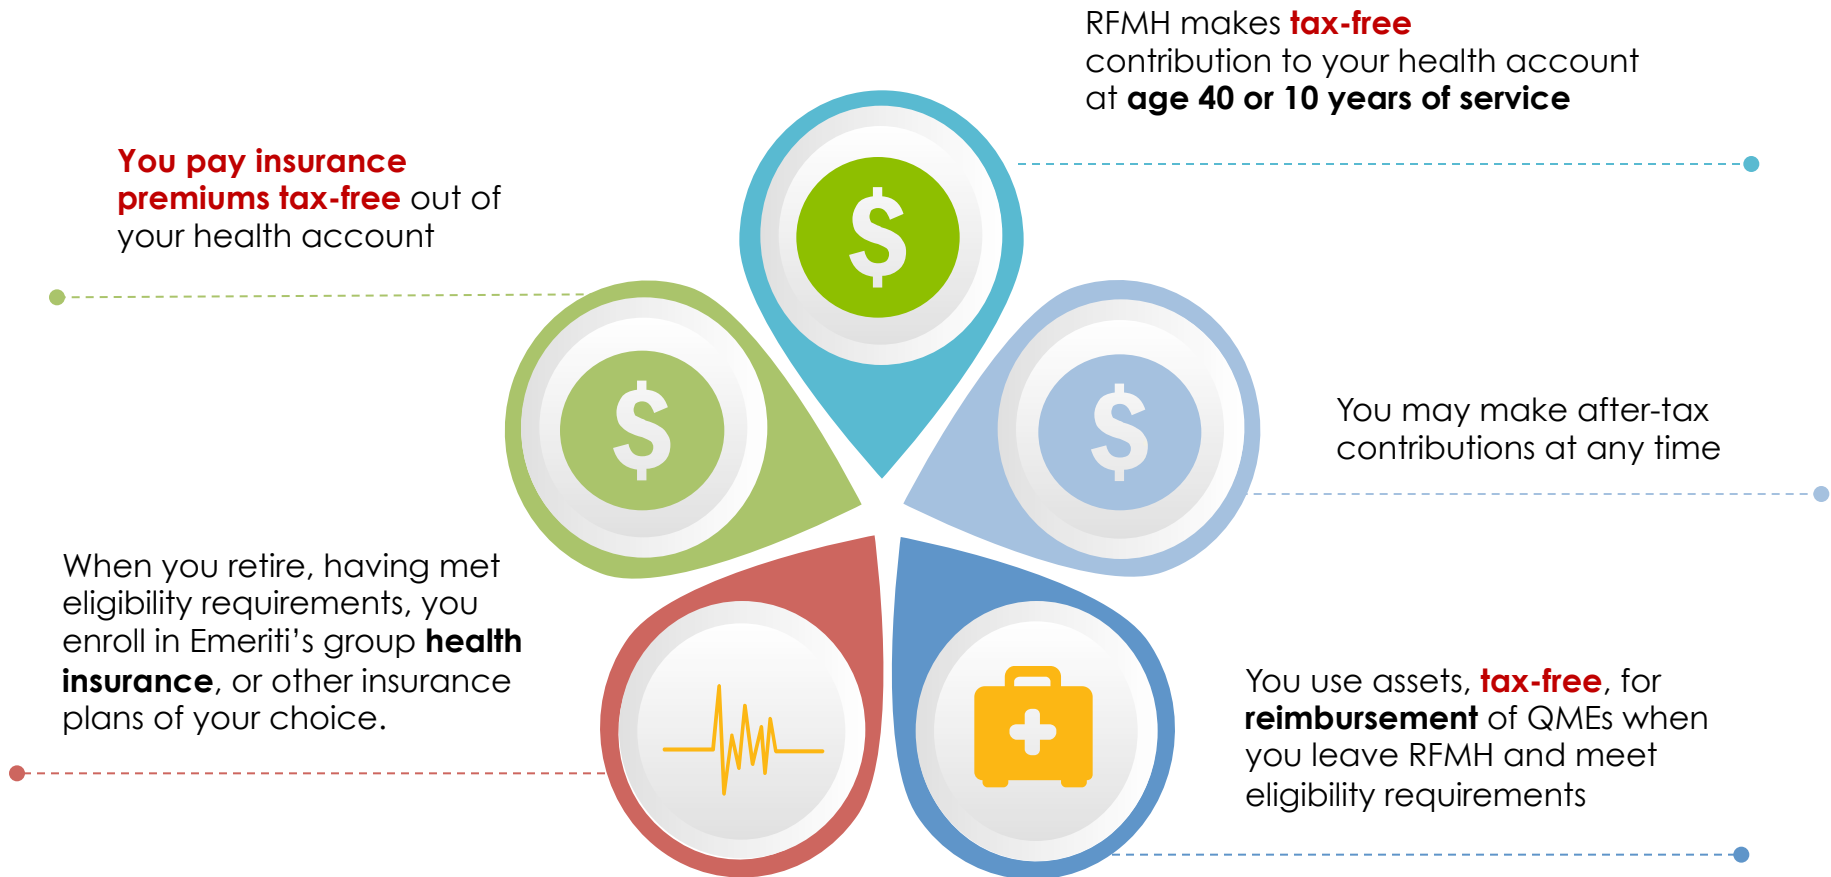 RFMH makes tax-free
contribution to your health account
at age 40 or 10 years of service
You pay insurance
premiums tax-free out of
your health account
$
$
$
You may make after-tax
contributions at any time
When you retire, having met
eligibility requirements, you
enroll in Emeriti’s group health
insurance, or other insurance
plans of your choice.
You use assets, tax-free, for
reimbursement of QMEs when
you leave RFMH and meet
eligibility requirements